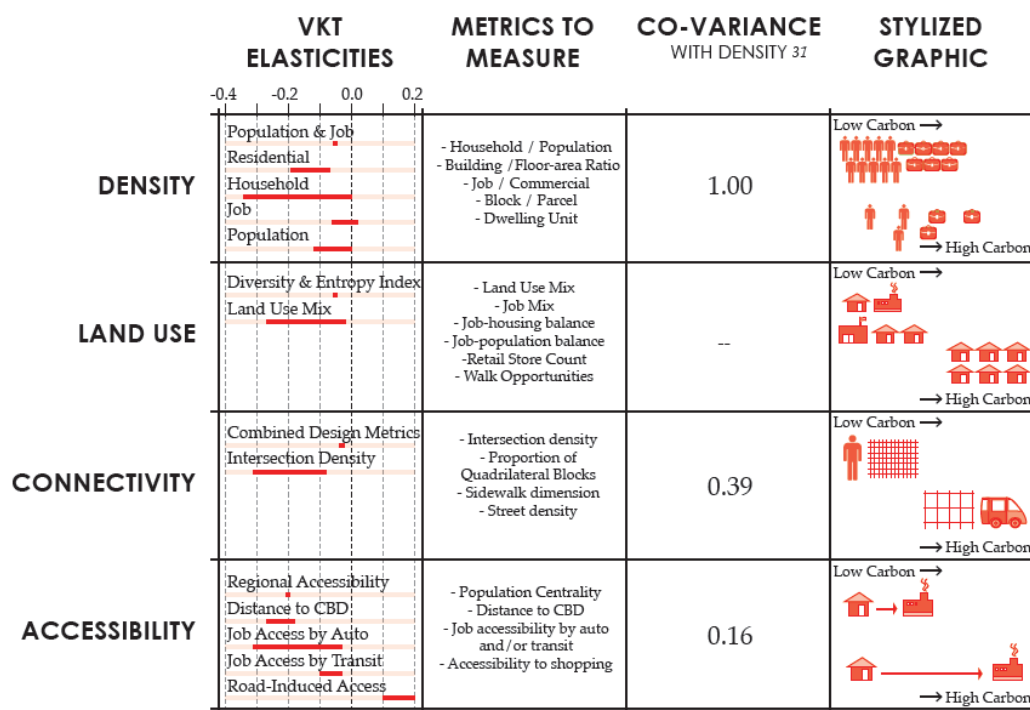 VKT
ELASTICITIES
METRICS TO
MEASURE
CO-VARIANCE
WITH DENSITY 31
STYLIZED
GRAPHIC
-0.4 -0.2 0.0 0.2
DENSITY
Population & Job
Residential
Household
Job
Population
- Household / Population
- Building /Floor-area Ratio
- Job / Commercial
- Block / Parcel
- Dwelling Unit
1.00
Low Carbon →
→ High Carbon
LAND USE
Diversity & Entropy Index
Land Use Mix
- Land Use Mix
- Job Mix
- Job-housing balance
- Job-population balance
-Retail Store Count
- Walk Opportunities
--
Low Carbon →
→ High Carbon
CONNECTIVITY
Combined Design Metrics
Intersection Density
- Intersection density
- Proportion of
Quadrilateral Blocks
- Sidewalk dimension
- Street density
0.39
Low Carbon →
→ High Carbon
ACCESSIBILITY
Regional Accessibility
Distance to CBD
Job Access by Auto
Job Access by Transit
Road-Induced Access
- Population Centrality
- Distance to CBD
- Job accessibility by auto
and/or transit
- Accessibility to shopping
0.16
Low Carbon →
→ High Carbon